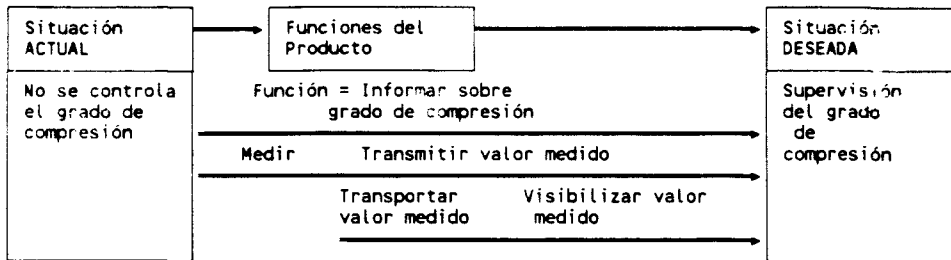 Situación
ACTUAL
Funciones del
Producto
Situación
DESEADA
No se controla
el grado de
compresión
Función = Informar sobre
grado de compresión
Supervisión
del grado
de
compresión
Medir Transmitir valor medido
Transportar Visibilizar valor
valor medido medido